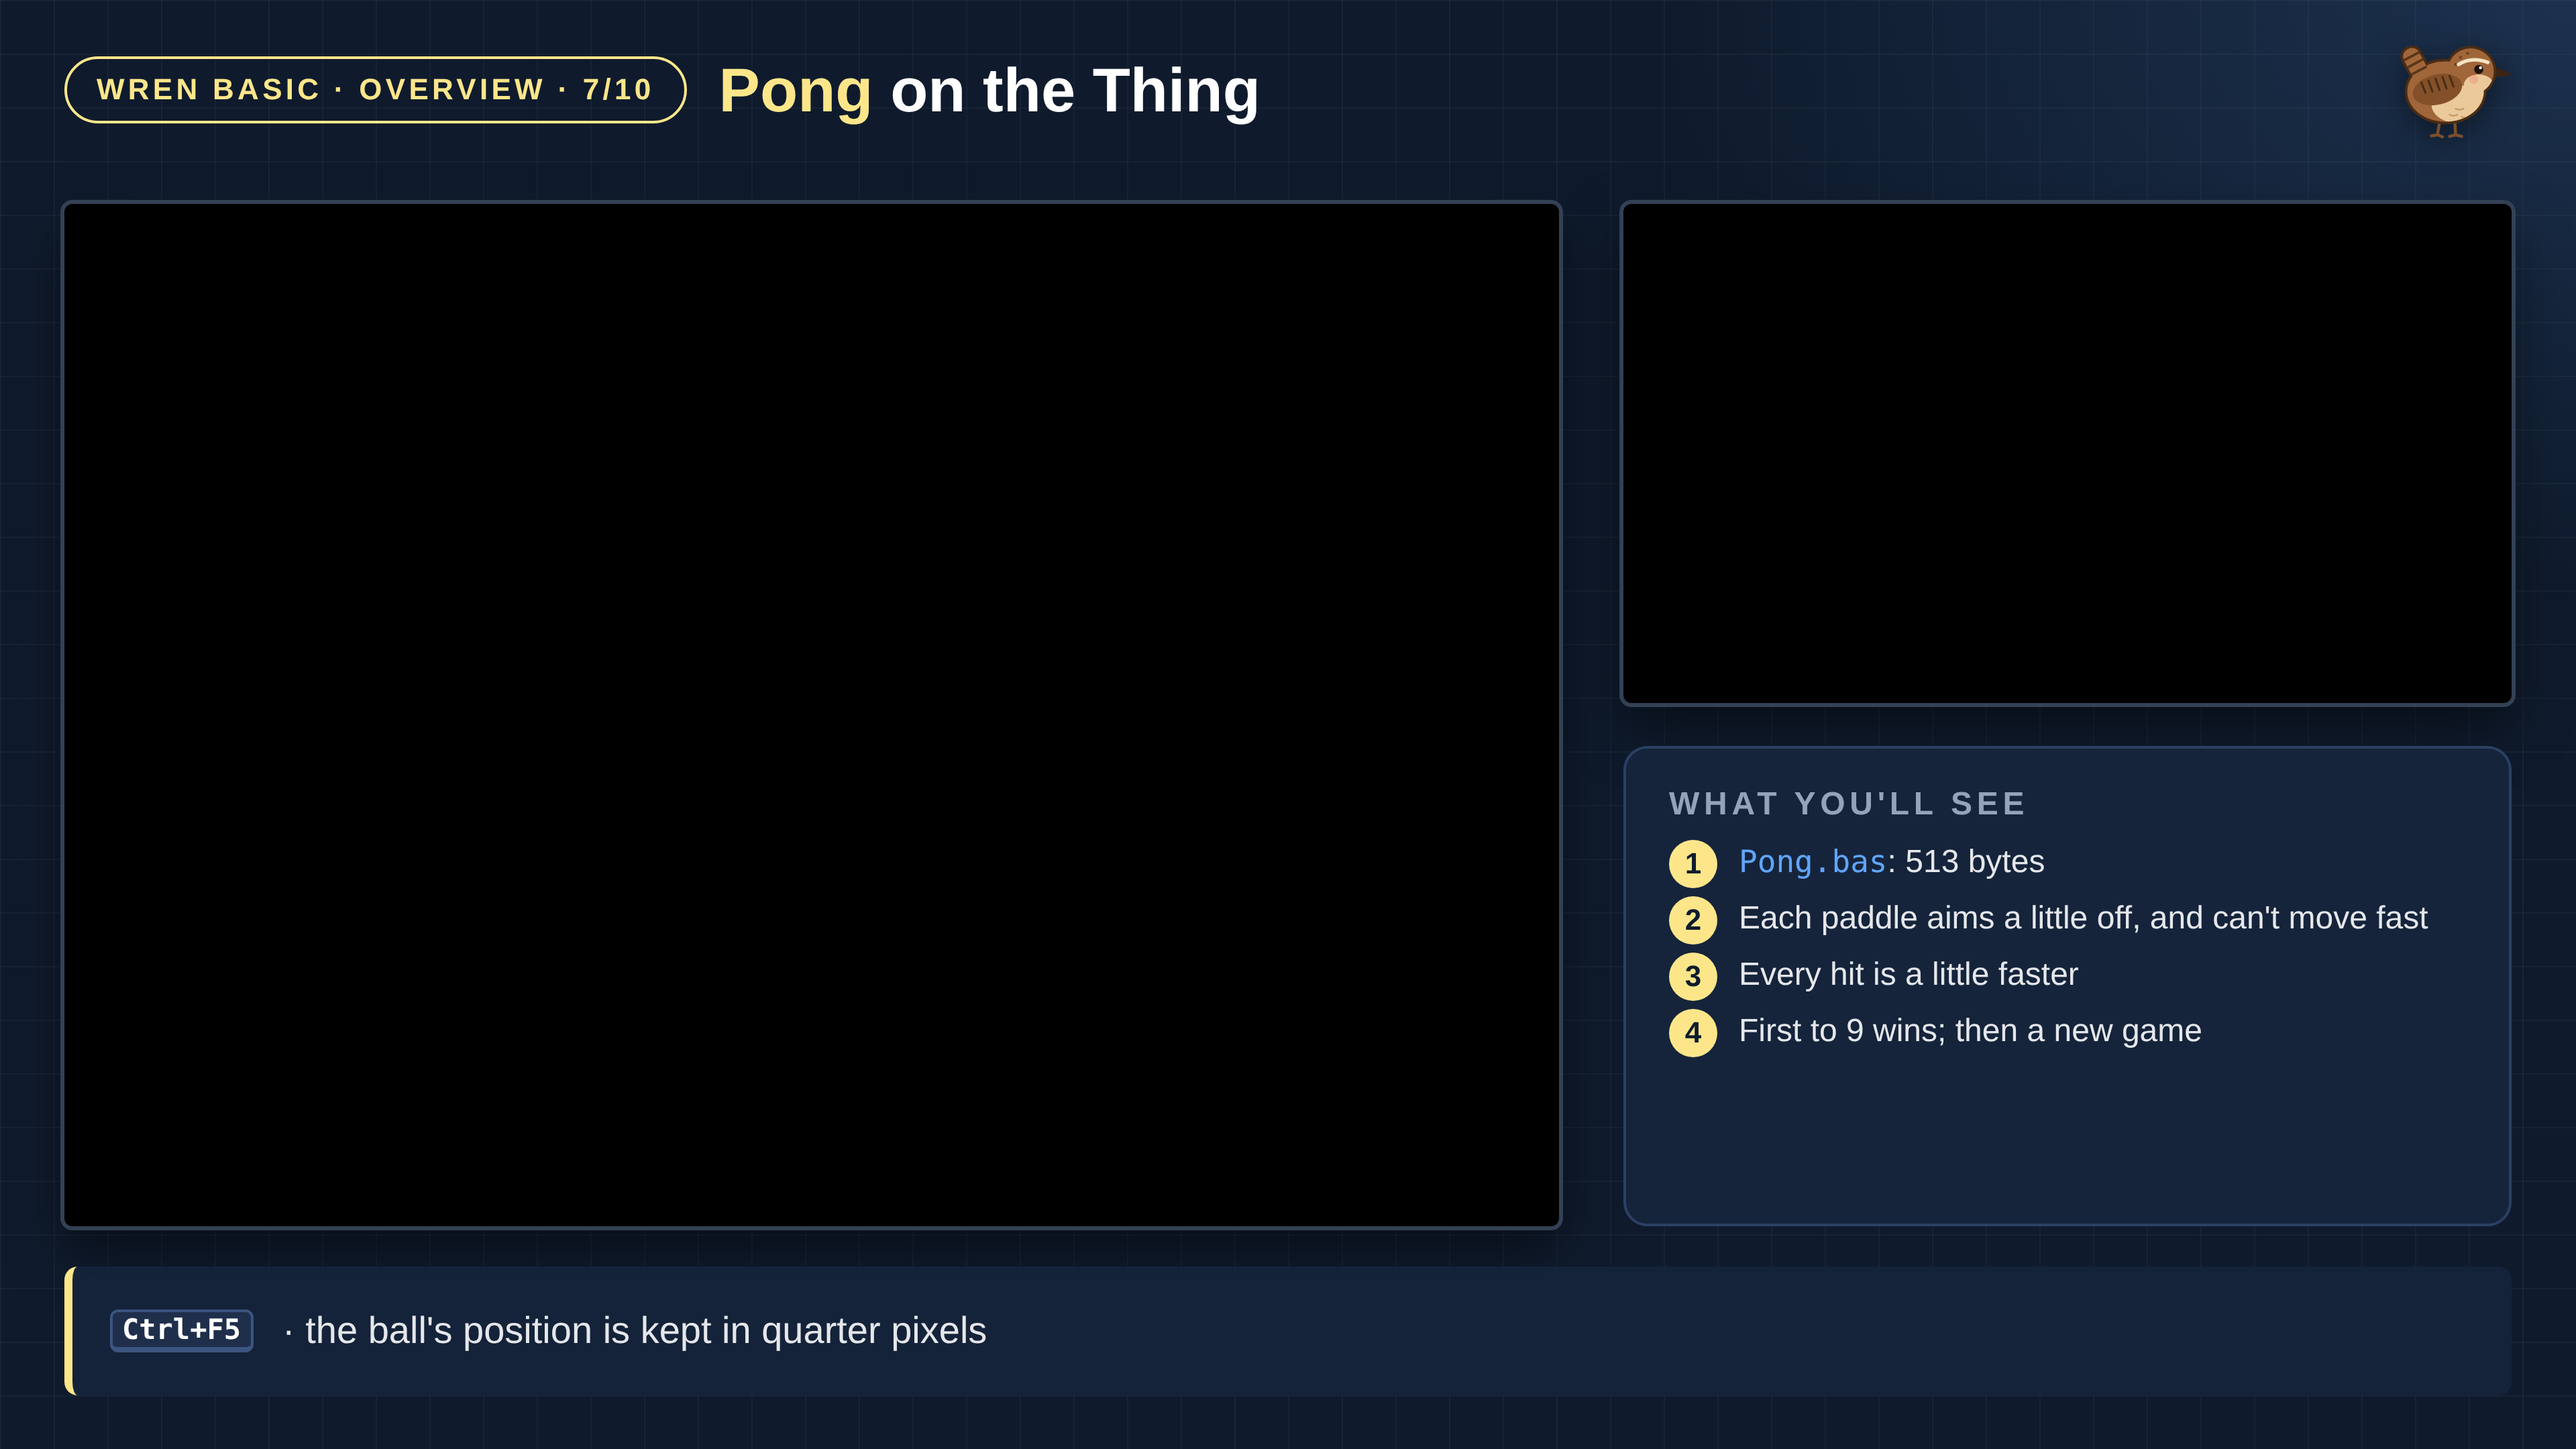 WREN BASIC · OVERVIEW · 7/10
Pong on the Thing
WHAT YOU'LL SEE
1 Pong.bas: 513 bytes
2 Each paddle aims a little off, and can't move fast
3 Every hit is a little faster
4 First to 9 wins; then a new game
Ctrl+F5 · the ball's position is kept in quarter pixels